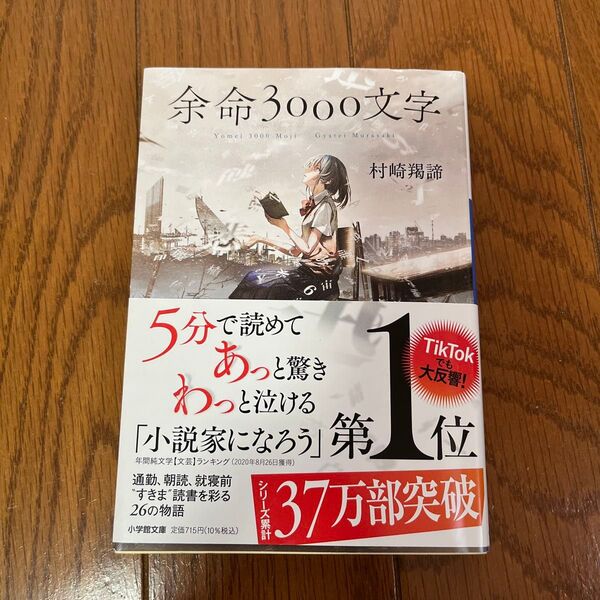 余命3000文字
Yomei 3000 Moji Gyatei Murasaki
村崎羯諦
5分で読めて
あっと驚き
わっと泣ける
「小説家になろう」第1位
年間純文学【文芸】ランキング(2020年8月26日獲得)
TikTok
でも
大反響!
通勤、朝読、就寝前
"すきま"読書を彩る
26の物語
シリーズ累計
37万部突破
小学館文庫 定価715円(10%税込)